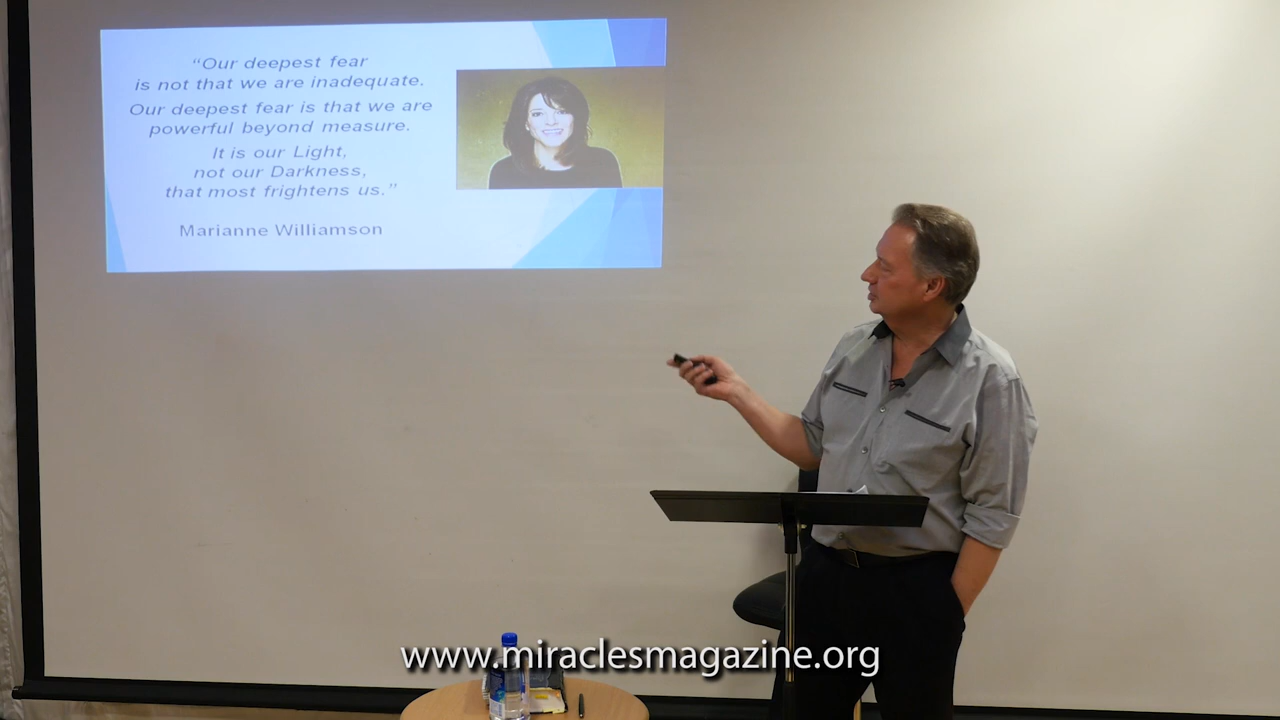 “Our deepest fear
is not that we are inadequate.
Our deepest fear is that we are
powerful beyond measure.
It is our Light,
not our Darkness,
that most frightens us.”
Marianne Williamson
www.miraclesmagazine.org